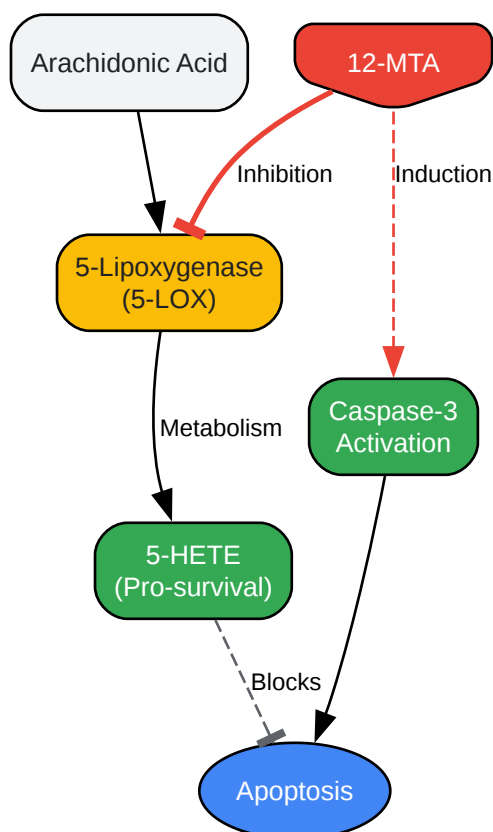 Arachidonic Acid
12-MTA
Inhibition
Induction
5-Lipoxygenase
(5-LOX)
Caspase-3
Activation
Metabolism
5-HETE
(Pro-survival)
Blocks
Apoptosis